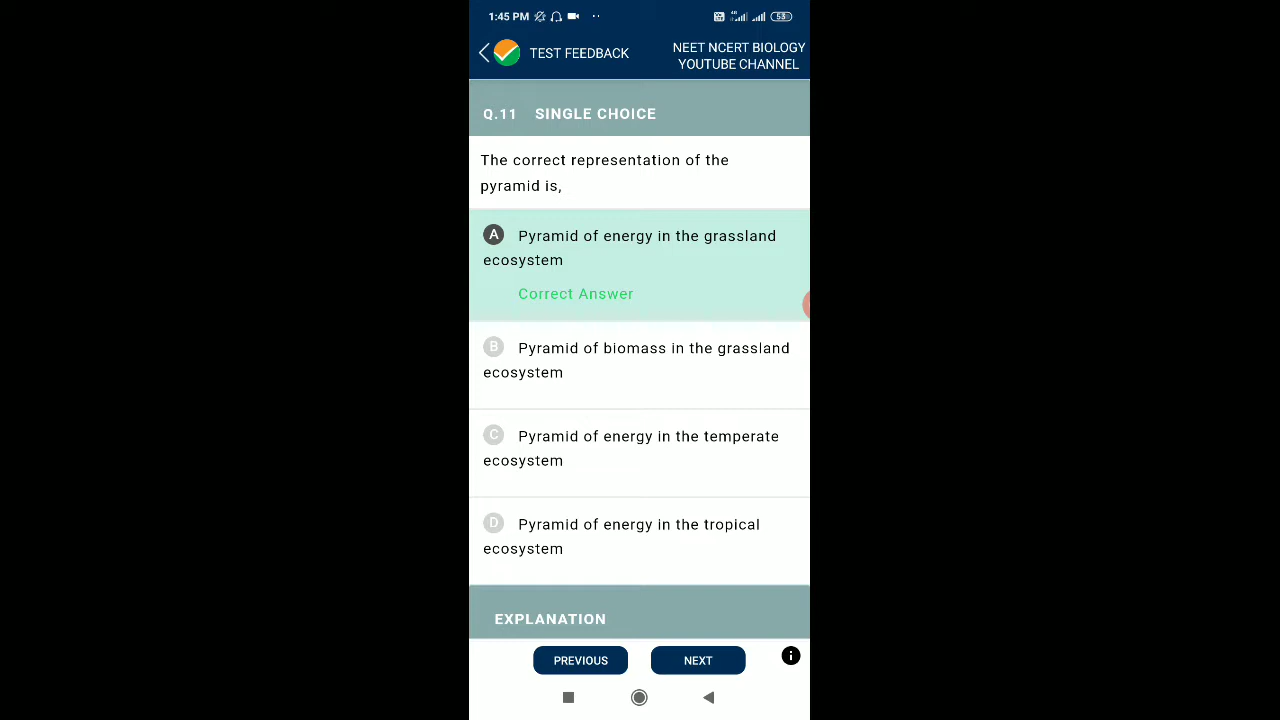 1:45 PM
4G
53
TEST FEEDBACK
NEET NCERT BIOLOGY
YOUTUBE CHANNEL
Q.11 SINGLE CHOICE
The correct representation of the
pyramid is,
A Pyramid of energy in the grassland
ecosystem
Correct Answer
B Pyramid of biomass in the grassland
ecosystem
C Pyramid of energy in the temperate
ecosystem
D Pyramid of energy in the tropical
ecosystem
EXPLANATION
PREVIOUS NEXT